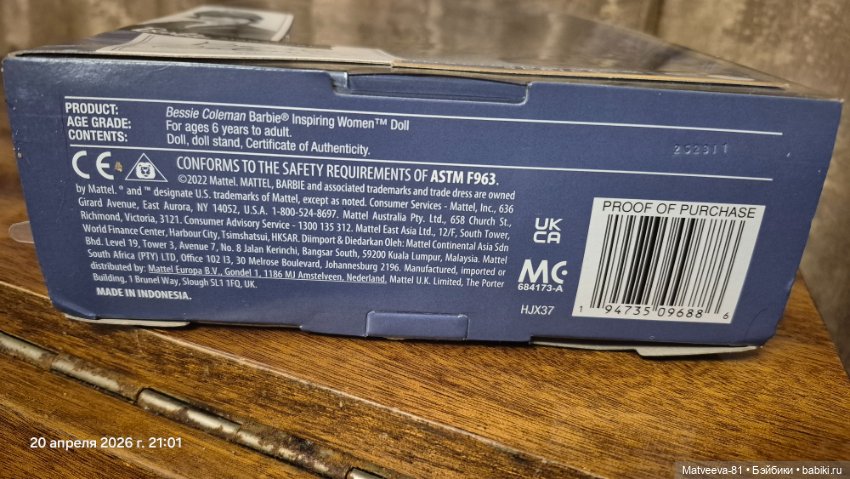 PRODUCT: Bessie Coleman Barbie® Inspiring Women™ Doll
AGE GRADE: For ages 6 years to adult.
CONTENTS: Doll, doll stand, Certificate of Authenticity.
CE
CONFORMS TO THE SAFETY REQUIREMENTS OF ASTM F963.
©2022 Mattel. MATTEL, BARBIE and associated trademarks and trade dress are owned
by Mattel. ® and ™ designate U.S. trademarks of Mattel, except as noted. Consumer Services - Mattel, Inc., 636
Girard Avenue, East Aurora, NY 14052, U.S.A. 1-800-524-8697. Mattel Australia Pty. Ltd., 658 Church St.,
Richmond, Victoria, 3121. Consumer Advisory Service - 1300 135 312. Mattel East Asia Ltd., 12/F, South Tower,
World Finance Center, Harbour City, Tsimshatsui, HKSAR. Diimport & Diedarkan Oleh: Mattel Continental Asia Sdn
Bhd. Level 19, Tower 3, Avenue 7, No. 8 Jalan Kerinchi, Bangsar South, 59200 Kuala Lumpur, Malaysia. Mattel
South Africa (PTY) LTD, Office 102 I3, 30 Melrose Boulevard, Johannesburg 2196. Manufactured, imported or
distributed by: Mattel Europa B.V., Gondel 1, 1186 MJ Amstelveen, Nederland. Mattel U.K. Limited, The Porter
Building, 1 Brunel Way, Slough SL1 1FQ, UK.
MADE IN INDONESIA.
UK
CA
MC
684173-A
HJX37
PROOF OF PURCHASE
1 94735 09688 6
20 апреля 2026 г. 21:01
Matveeva-81 • Бэйбики • babiki.ru